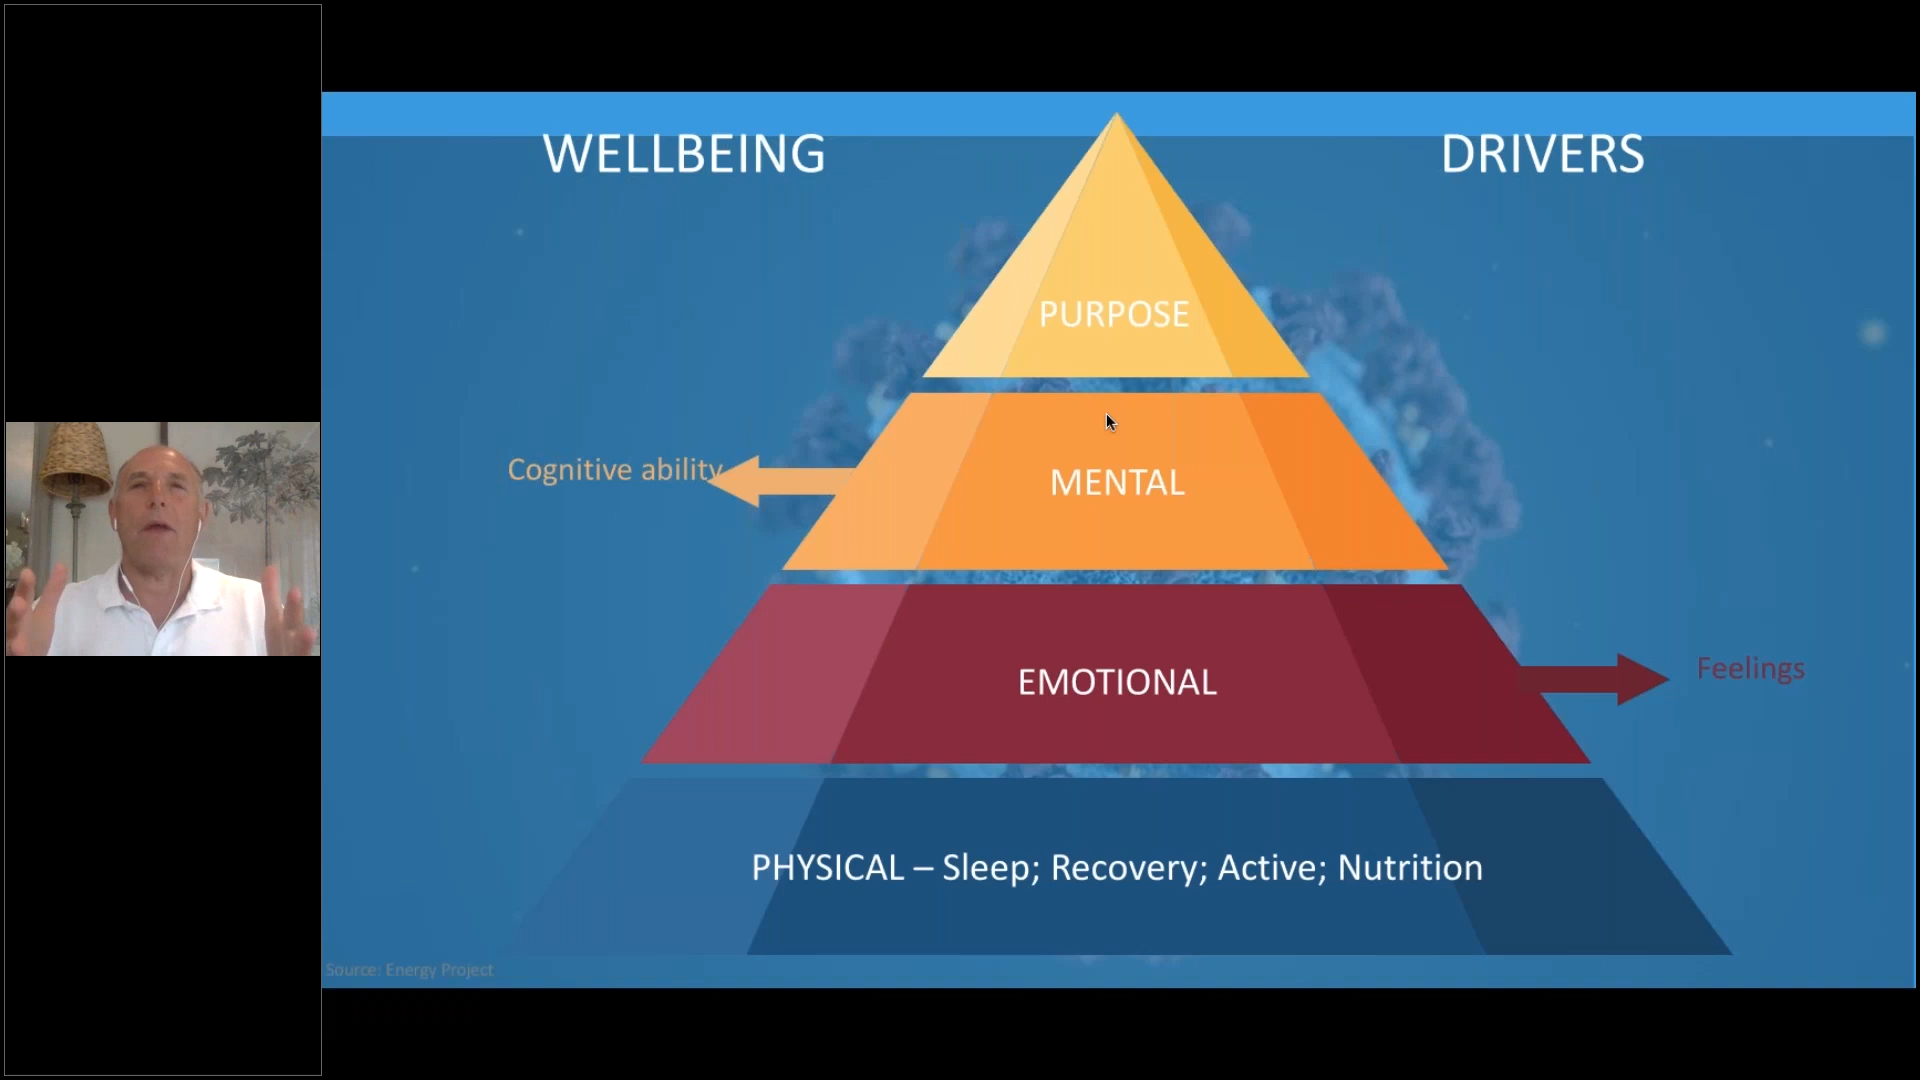 WELLBEING
DRIVERS
PURPOSE
Cognitive ability
MENTAL
EMOTIONAL
Feelings
PHYSICAL – Sleep; Recovery; Active; Nutrition
Source: Energy Project